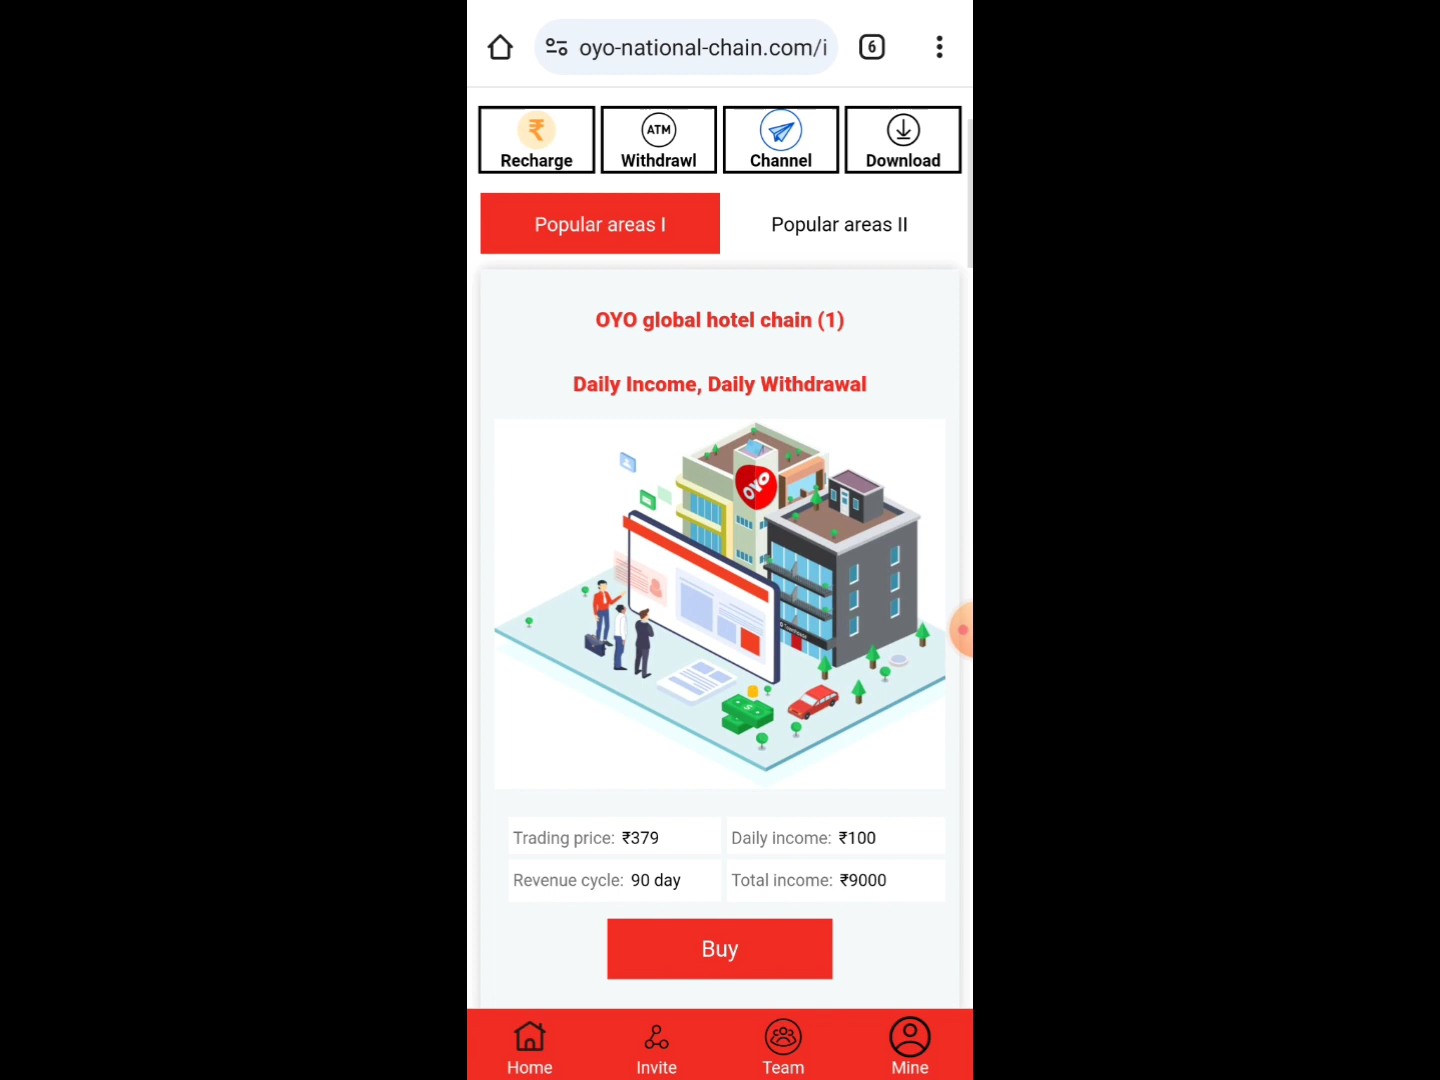 oyo-national-chain.com/i
6
₹
ATM
Recharge
Withdrawl
Channel
Download
Popular areas I
Popular areas II
OYO global hotel chain (1)
Daily Income, Daily Withdrawal
OYO
Trading price: ₹379
Daily income: ₹100
Revenue cycle: 90 day
Total income: ₹9000
Buy
Home
Invite
Team
Mine